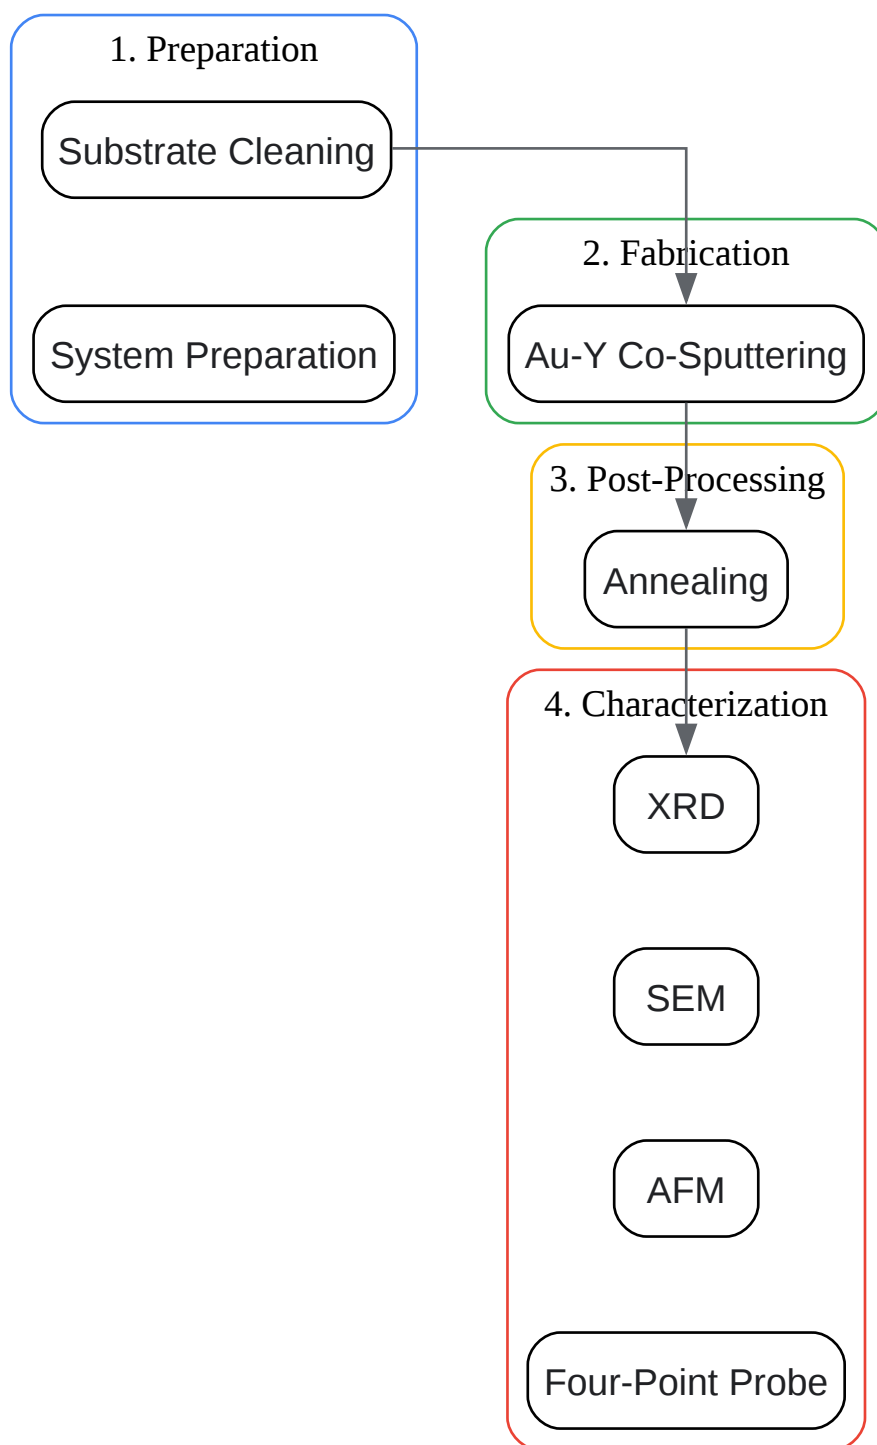 1. Preparation
Substrate Cleaning
System Preparation
2. Fabrication
Au-Y Co-Sputtering
3. Post-Processing
Annealing
4. Characterization
XRD
SEM
AFM
Four-Point Probe